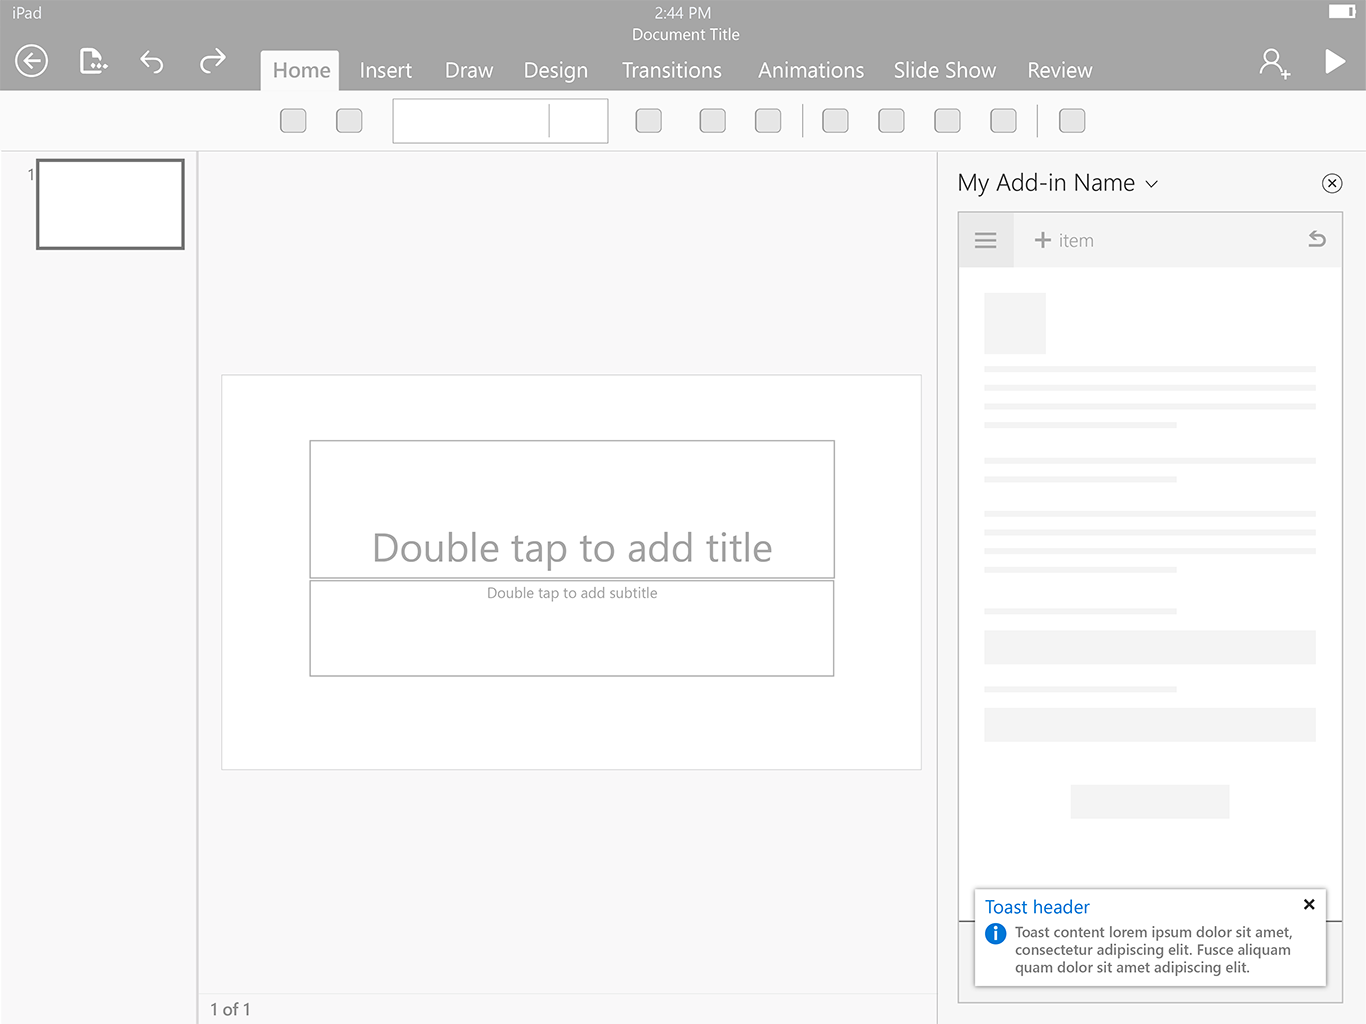 iPad
2:44 PM
Document Title
Home Insert Draw Design Transitions Animations Slide Show Review
1
My Add-in Name
+ item
Double tap to add title
Double tap to add subtitle
Toast header
Toast content lorem ipsum dolor sit amet,
consectetur adipiscing elit. Fusce aliquam
quam dolor sit amet adipiscing elit.
1 of 1